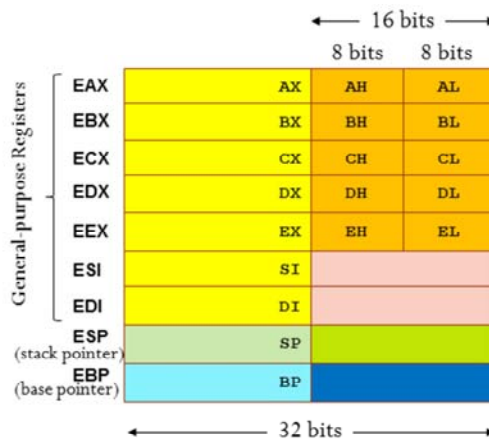 16 bits
8 bits 8 bits
General-purpose Registers
EAX AX AH AL
EBX BX BH BL
ECX CX CH CL
EDX DX DH DL
EEX EX EH EL
ESI SI
EDI DI
ESP SP
(stack pointer)
EBP BP
(base pointer)
32 bits